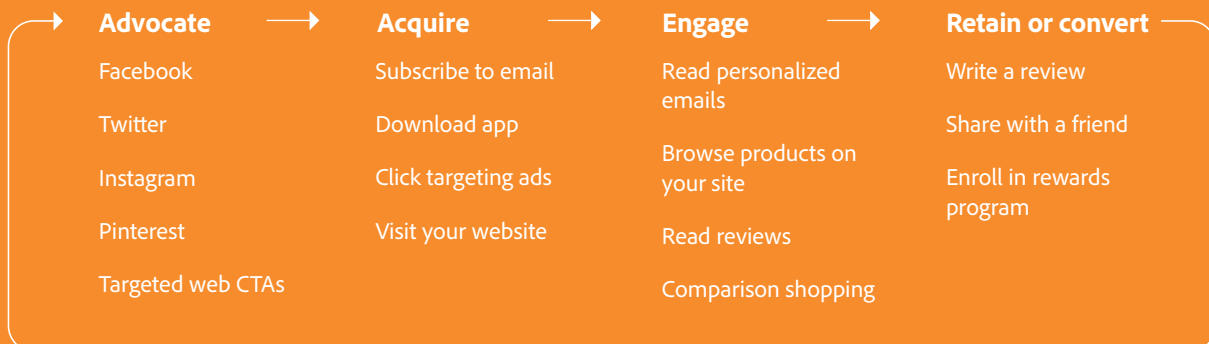 Advocate
Facebook
Twitter
Instagram
Pinterest
Targeted web CTAs
Acquire
Subscribe to email
Download app
Click targeting ads
Visit your website
Engage
Read personalized
emails
Browse products on
your site
Read reviews
Comparison shopping
Retain or convert
Write a review
Share with a friend
Enroll in rewards
program